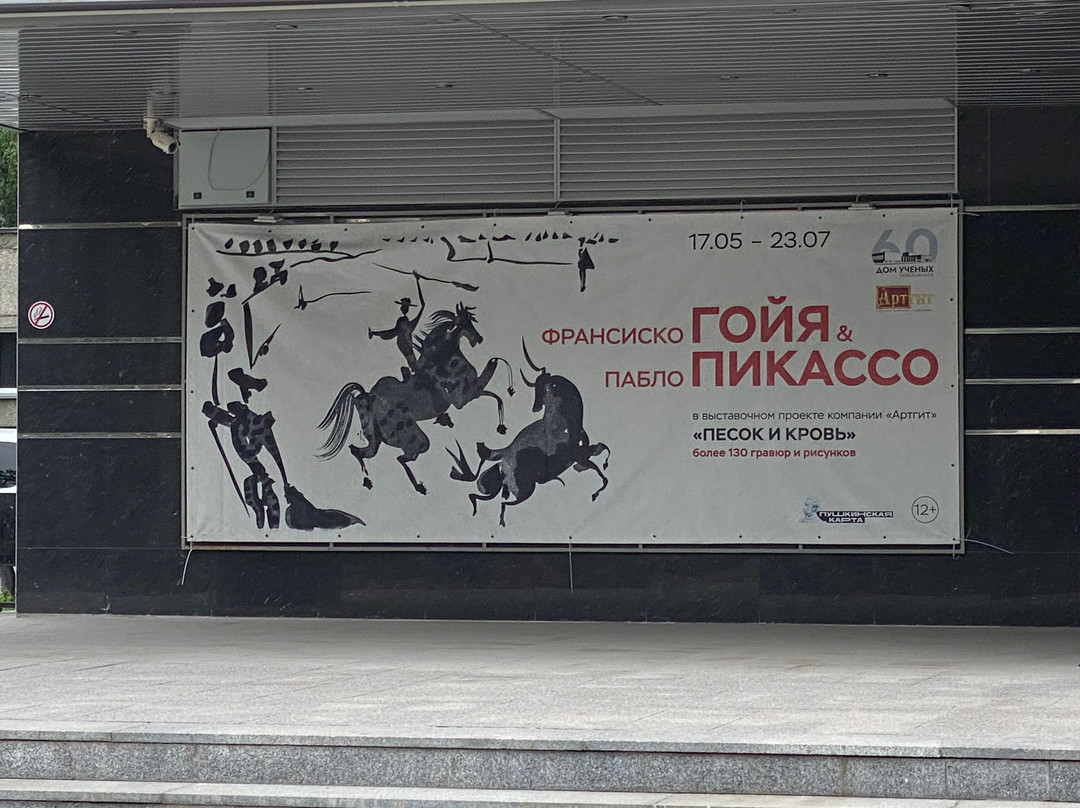 17.05 – 23.07
60
ДОМ УЧЕНЫХ
Артгит
ФРАНСИСКО ГОЙЯ &
ПАБЛО ПИКАССО
в выставочном проекте компании «Артгит»
«ПЕСОК И КРОВЬ»
более 130 гравюр и рисунков
ПУШКИНСКАЯ
КАРТА
12+